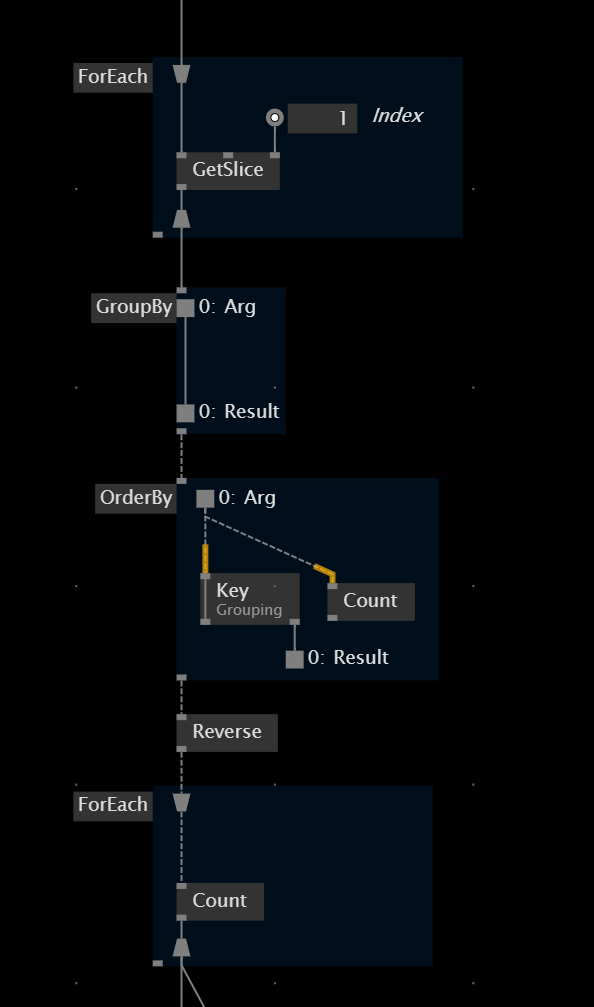 ForEach
1 Index
GetSlice
GroupBy 0: Arg
0: Result
OrderBy 0: Arg
Key
Grouping
Count
0: Result
Reverse
ForEach
Count